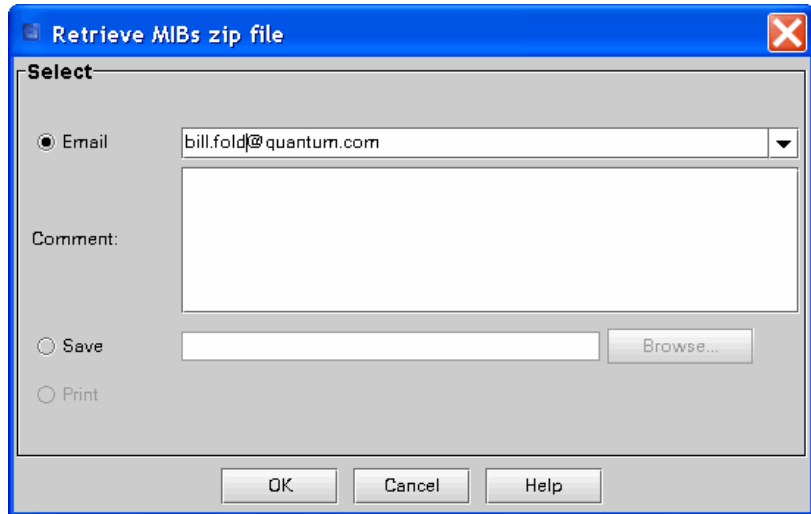 Retrieve MIBs zip file
Select
Email
bill.fold@quantum.com
Comment:
Save
Browse...
Print
OK
Cancel
Help